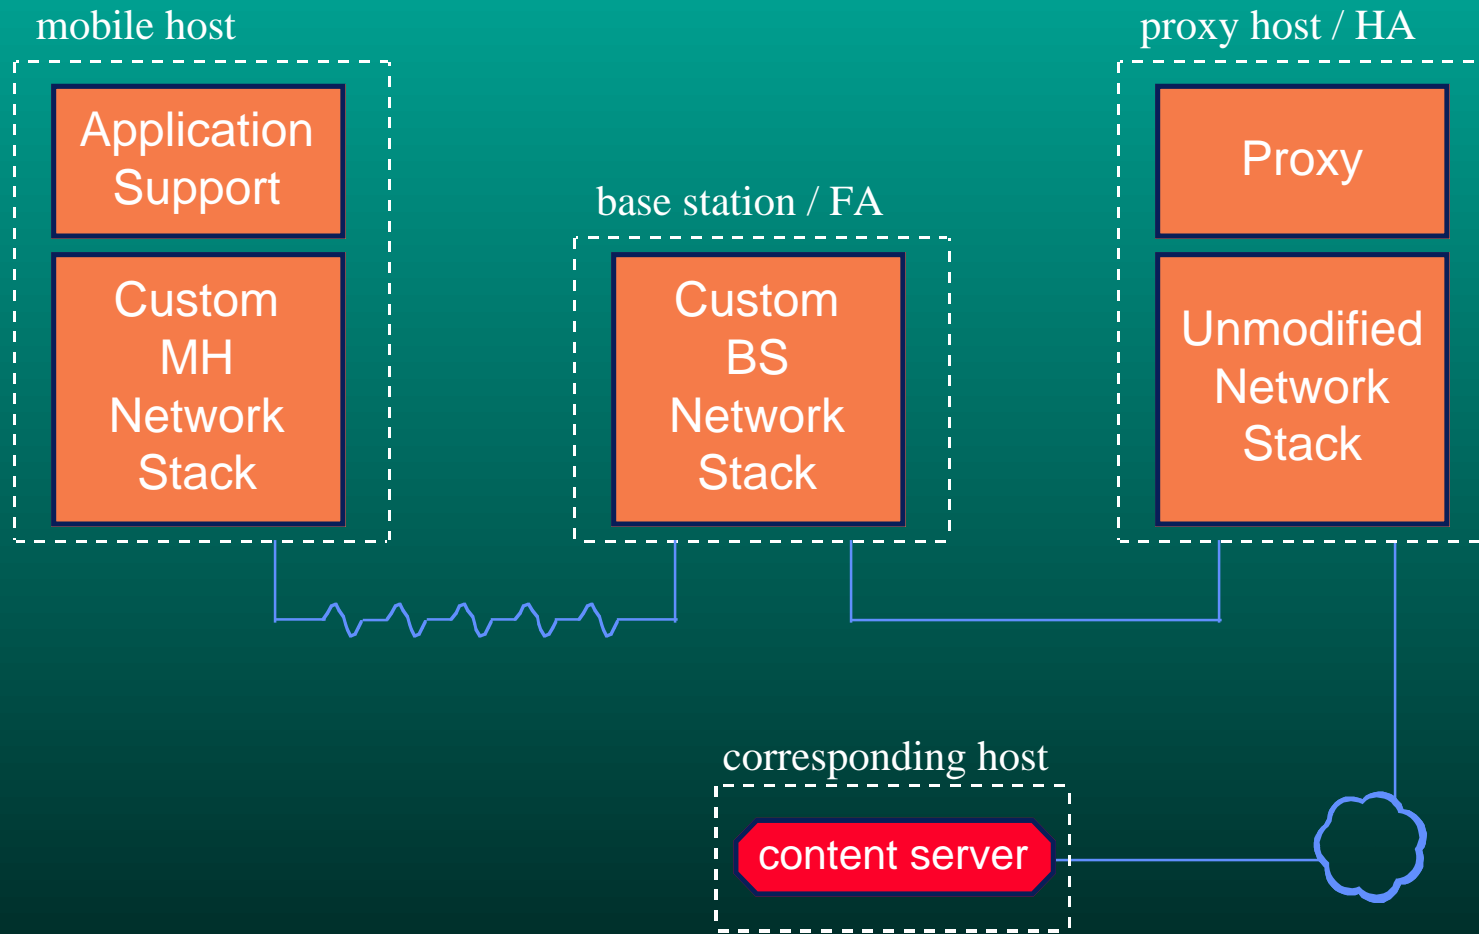 mobile host
Application
Support
Custom
MH
Network
Stack
base station / FA
Custom
BS
Network
Stack
proxy host / HA
Proxy
Unmodified
Network
Stack
corresponding host
content server